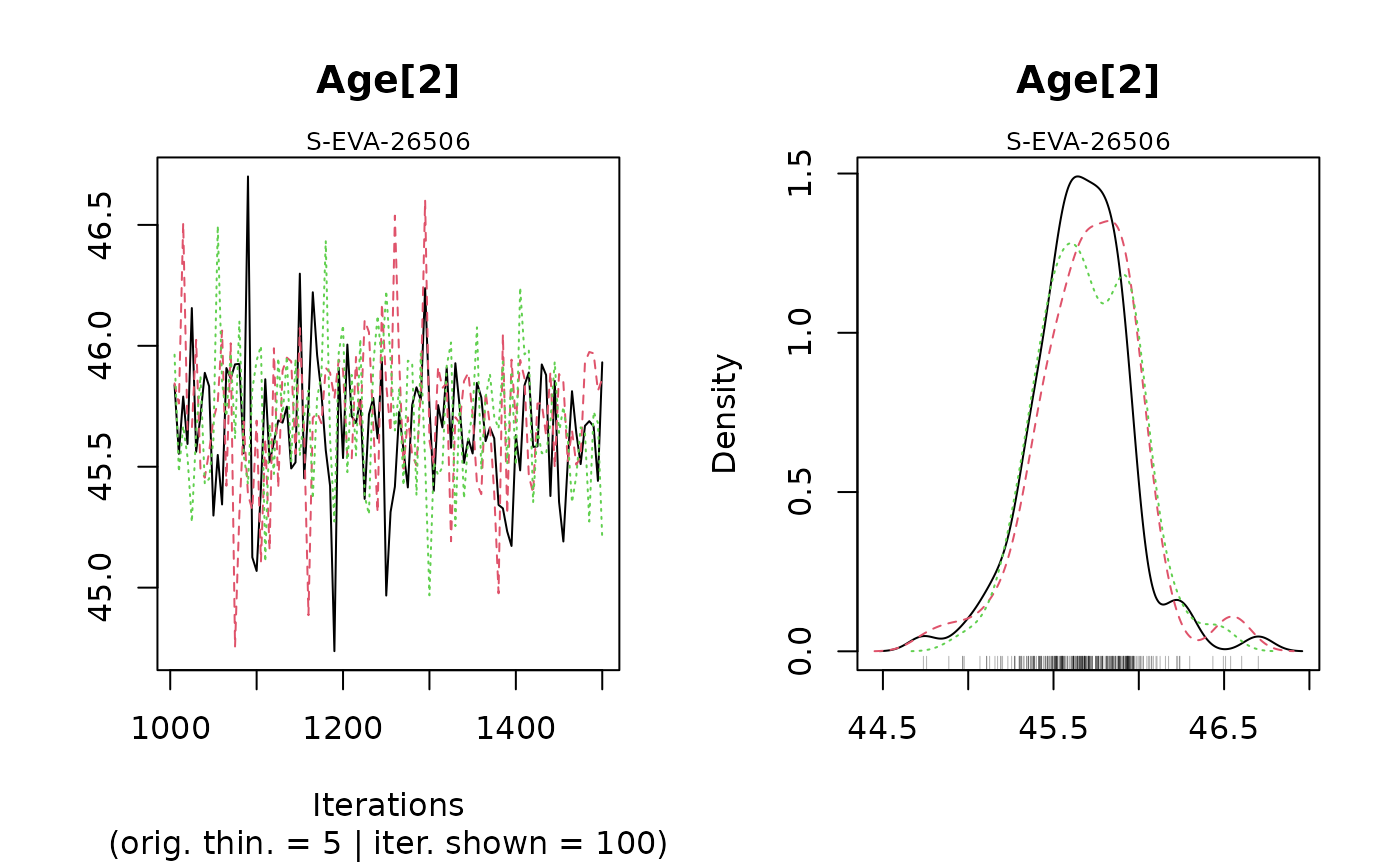 Age[2]
S-EVA-26506
46.5
46.0
45.5
45.0
1000 1200 1400
Iterations
(orig. thin. = 5 | iter. shown = 100)
Age[2]
S-EVA-26506
Density
1.5
1.0
0.5
0.0
44.5 45.5 46.5